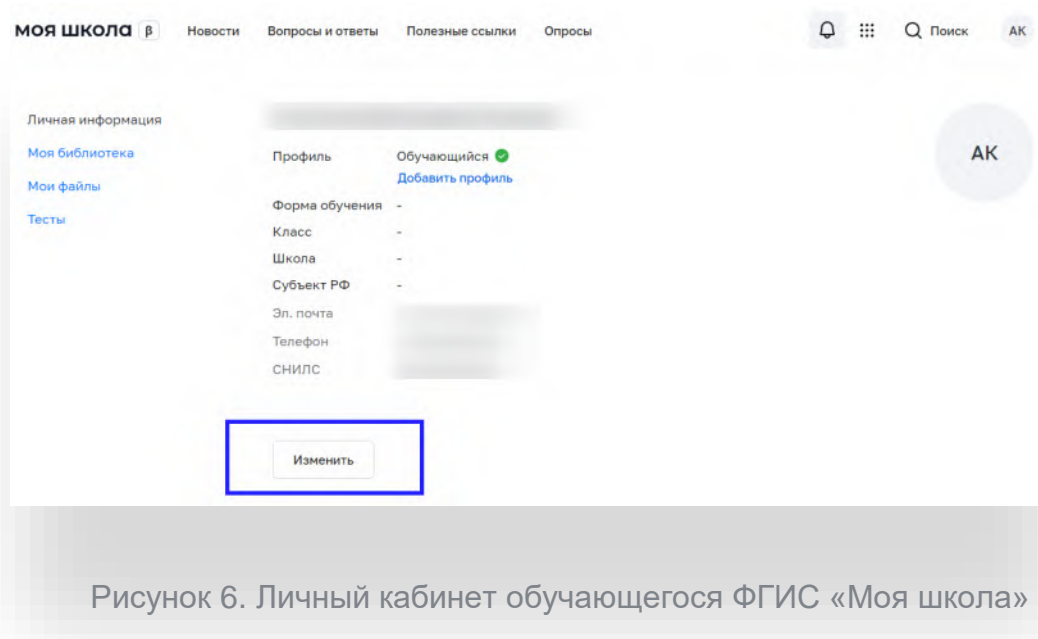 МОЯ ШКОЛА β Новости Вопросы и ответы Полезные ссылки Опросы Поиск АК
Личная информация
Моя библиотека
Мои файлы
Тесты
АК
Профиль Обучающийся
Добавить профиль
Форма обучения -
Класс -
Школа -
Субъект РФ -
Эл. почта
Телефон
СНИЛС
Изменить
Рисунок 6. Личный кабинет обучающегося ФГИС «Моя школа»